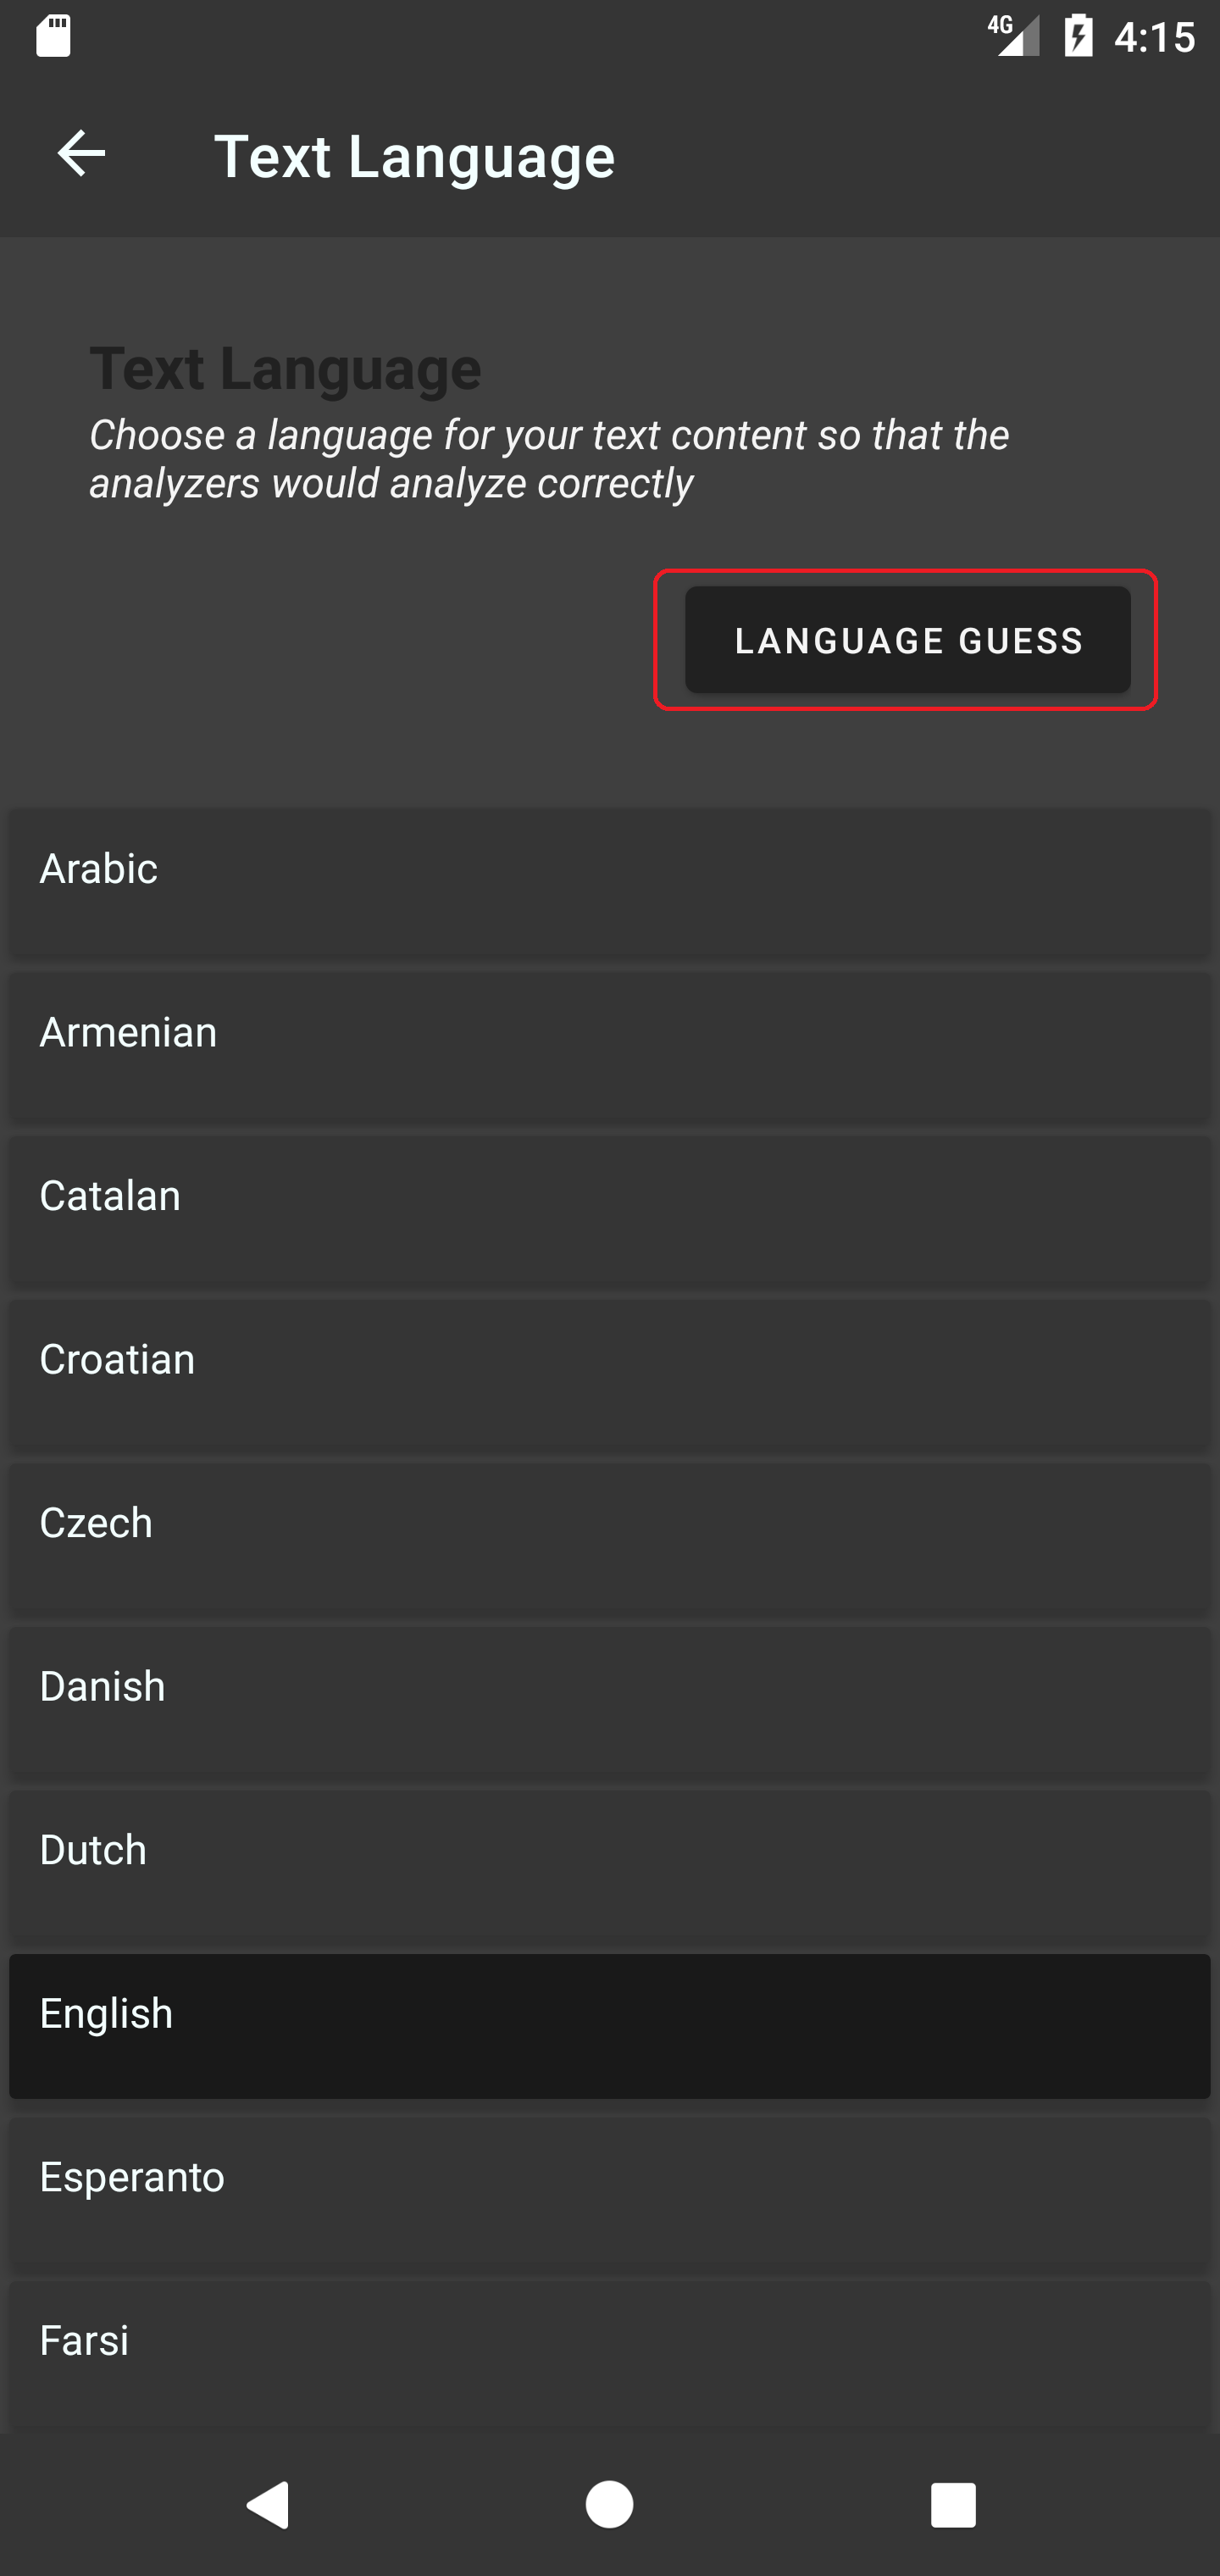 4G 4:15
Text Language
Text Language
Choose a language for your text content so that the
analyzers would analyze correctly
LANGUAGE GUESS
Arabic
Armenian
Catalan
Croatian
Czech
Danish
Dutch
English
Esperanto
Farsi